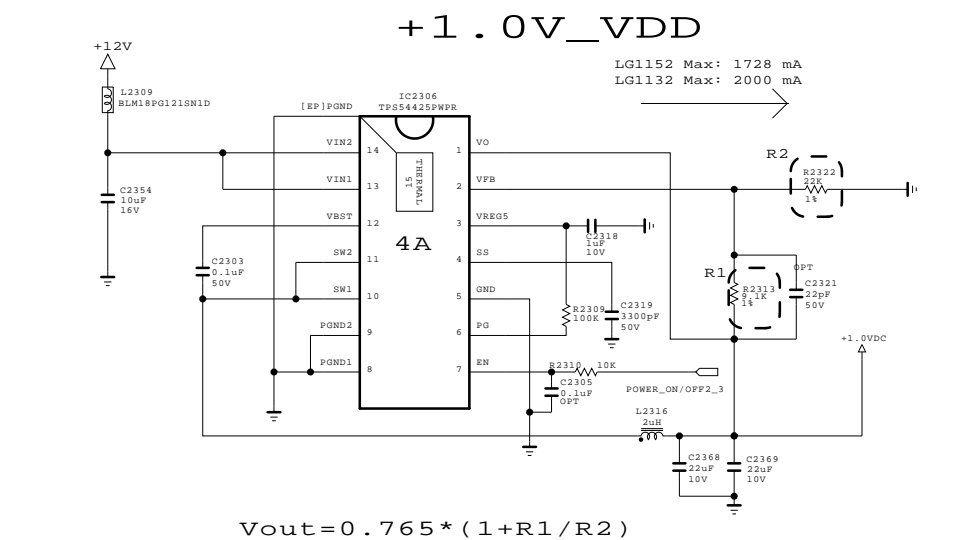 +1.0V_VDD
+12V
LG1152 Max: 1728 mA
LG1132 Max: 2000 mA
L2309
BLM18PG121SN1D
IC2306
TPS54425PWPR
[EP]PGND
VIN2
14
1
VO
R2
THERMAL
15
VIN1
13
2
VFB
R2322
22K
1%
C2354
10uF
16V
VBST
12
3
VREG5
C2318
1uF
10V
4A
SW2
11
4
SS
C2303
0.1uF
50V
R1
OPT
R2313
9.1K
1%
C2321
22pF
50V
SW1
10
5
GND
R2309
100K
C2319
3300pF
50V
PGND2
9
6
PG
+1.0VDC
PGND1
8
7
EN
R2310
10K
C2305
0.1uF
OPT
POWER_ON/OFF2_3
L2316
2uH
C2368
22uF
10V
C2369
22uF
10V
Vout=0.765*(1+R1/R2)